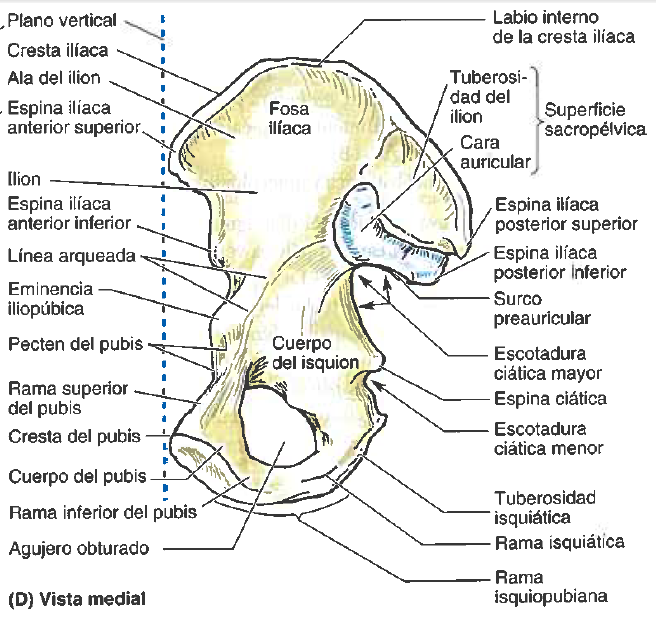 Plano vertical
Cresta ilíaca
Ala del ilion
Espina ilíaca
anterior superior
Ilion
Espina ilíaca
anterior inferior
Línea arqueada
Eminencia
iliopúbica
Pecten del pubis
Rama superior
del pubis
Cresta del pubis
Cuerpo del pubis
Rama inferior del pubis
Agujero obturado
(D) Vista medial
Fosa
ilíaca
Cuerpo
del isquion
Labio interno
de la cresta ilíaca
Tuberosi-
dad del
ilion
Cara
auricular
Superficie
sacropélvica
Espina ilíaca
posterior superior
Espina ilíaca
posterior inferior
Surco
preauricular
Escotadura
ciática mayor
Espina ciática
Escotadura
ciática menor
Tuberosidad
isquiática
Rama isquiática
Rama
isquiopubiana